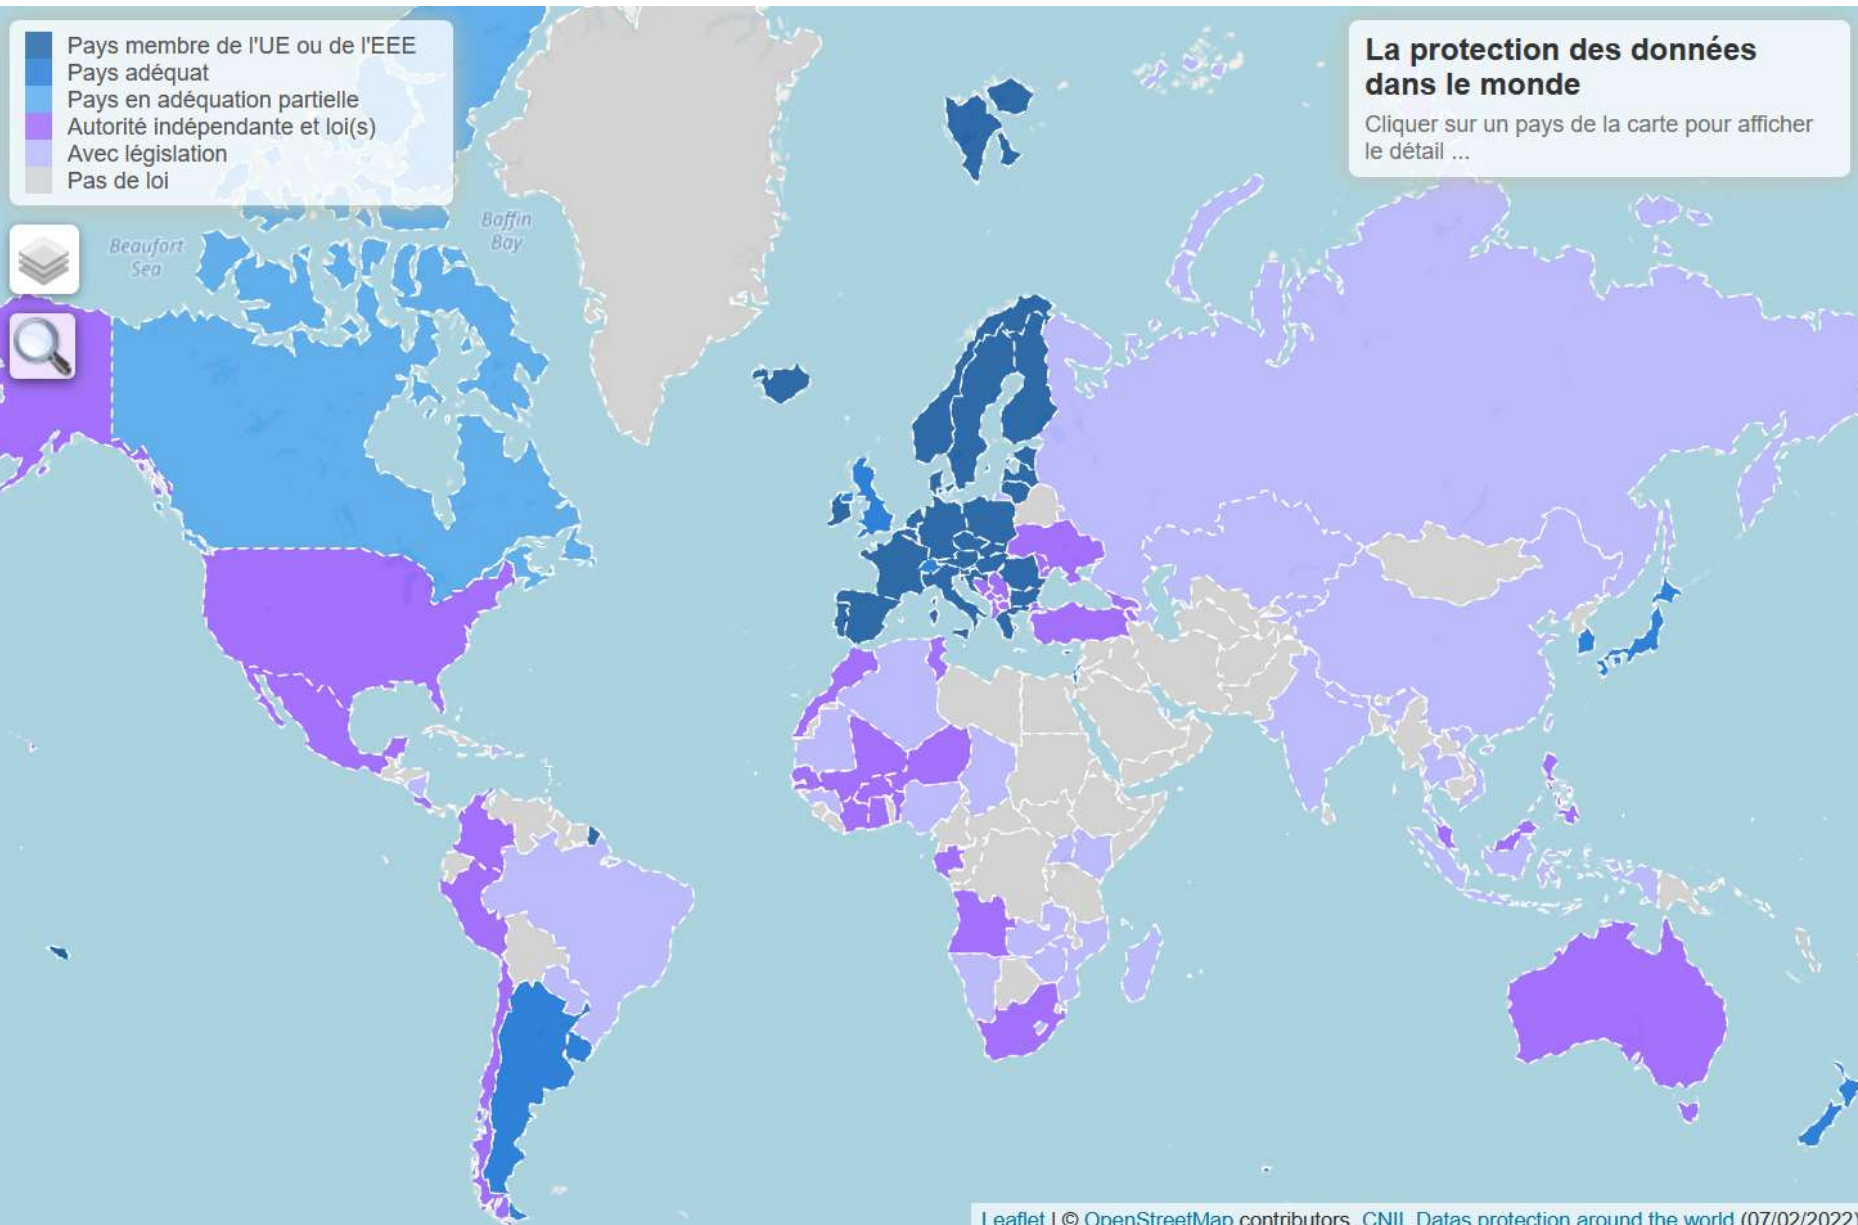 Pays membre de l'UE ou de l'EEE
Pays adéquat
Pays en adéquation partielle
Autorité indépendante et loi(s)
Avec législation
Pas de loi
La protection des données
dans le monde
Cliquer sur un pays de la carte pour afficher
le détail ...
Beaufort
Sea
Baffin
Bay
Leaflet | © OpenStreetMap contributors, CNIL Datas protection around the world (07/02/2022)